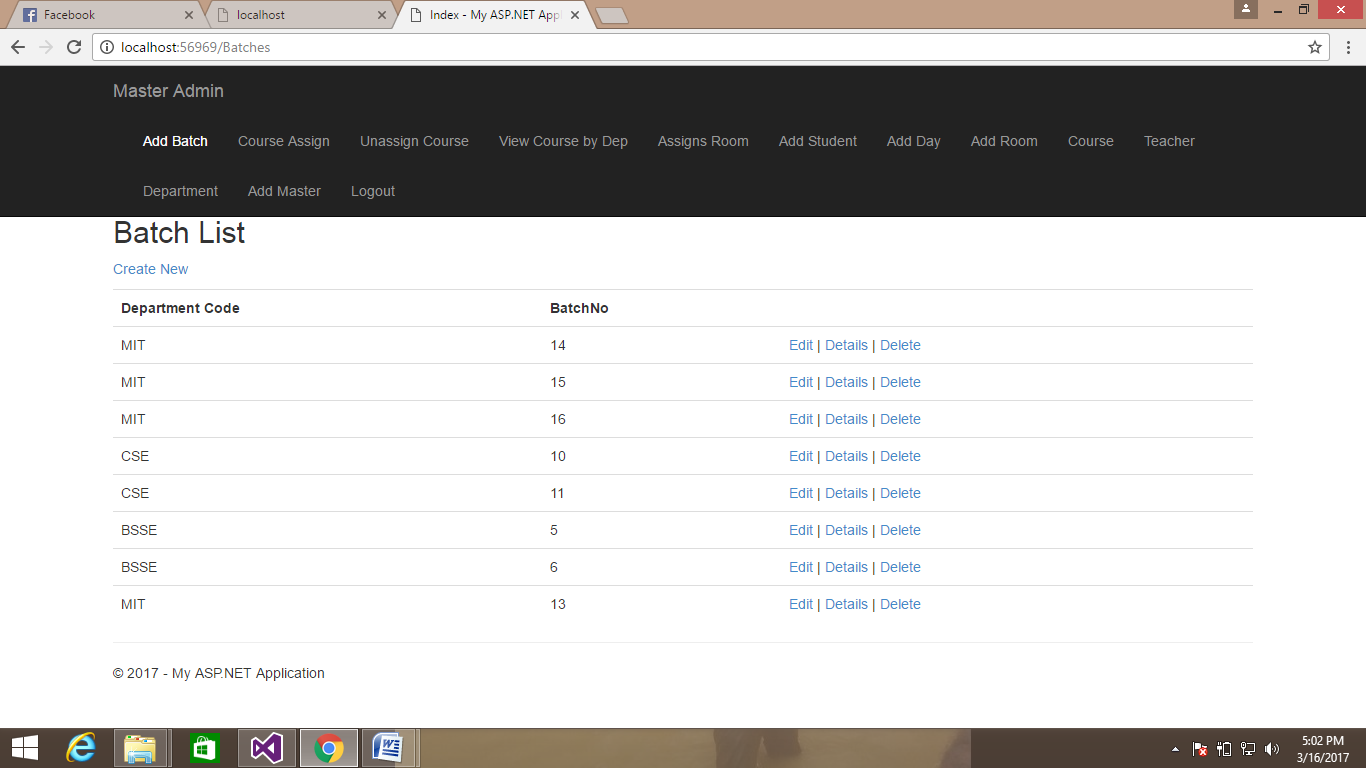 Facebook localhost Index - My ASP.NET Appl
localhost:56969/Batches
Master Admin
Add Batch Course Assign Unassign Course View Course by Dep Assigns Room Add Student Add Day Add Room Course Teacher
Department Add Master Logout
Batch List
Create New
Department Code BatchNo
MIT 14 Edit | Details | Delete
MIT 15 Edit | Details | Delete
MIT 16 Edit | Details | Delete
CSE 10 Edit | Details | Delete
CSE 11 Edit | Details | Delete
BSSE 5 Edit | Details | Delete
BSSE 6 Edit | Details | Delete
MIT 13 Edit | Details | Delete
© 2017 - My ASP.NET Application
5:02 PM
3/16/2017